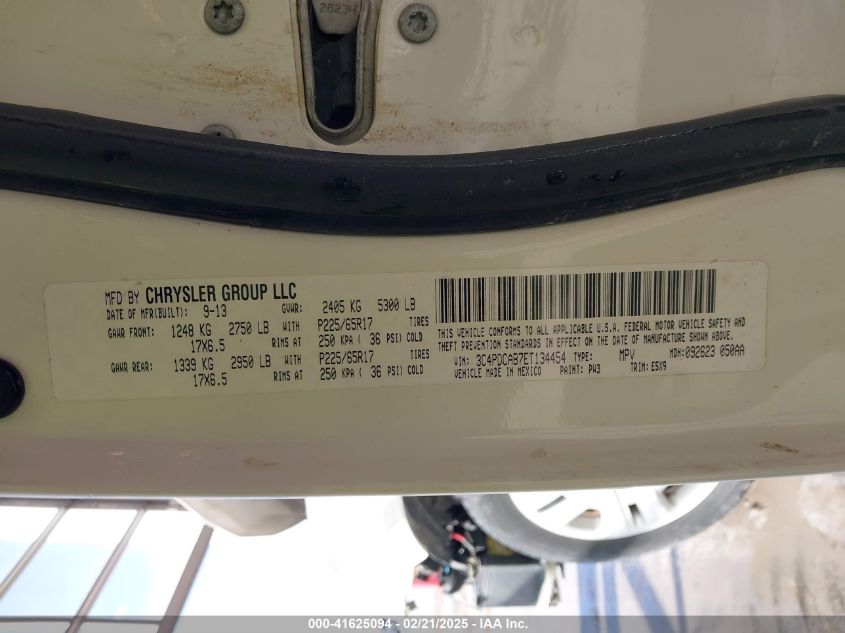 2623H
MFD BY CHRYSLER GROUP LLC
DATE OF MFR(BUILT): 9-13 GVWR: 2405 KG 5300 LB
GAWR FRONT: 1248 KG 2750 LB WITH P225/65R17 TIRES
17X6.5 RIMS AT 250 KPA ( 36 PSI) COLD
GAWR REAR: 1339 KG 2950 LB WITH P225/65R17 TIRES
17X6.5 RIMS AT 250 KPA ( 36 PSI) COLD
THIS VEHICLE CONFORMS TO ALL APPLICABLE U.S.A. FEDERAL MOTOR VEHICLE SAFETY AND
THEFT PREVENTION STANDARDS IN EFFECT ON THE DATE OF MANUFACTURE SHOWN ABOVE.
VIN: 3C4PDCAB7ET134454 TYPE: MPV MDH:092623 050AA
VEHICLE MADE IN MEXICO PAINT: PW3 TRIM: E5X9
000-41625094 - 02/21/2025 - IAA Inc.